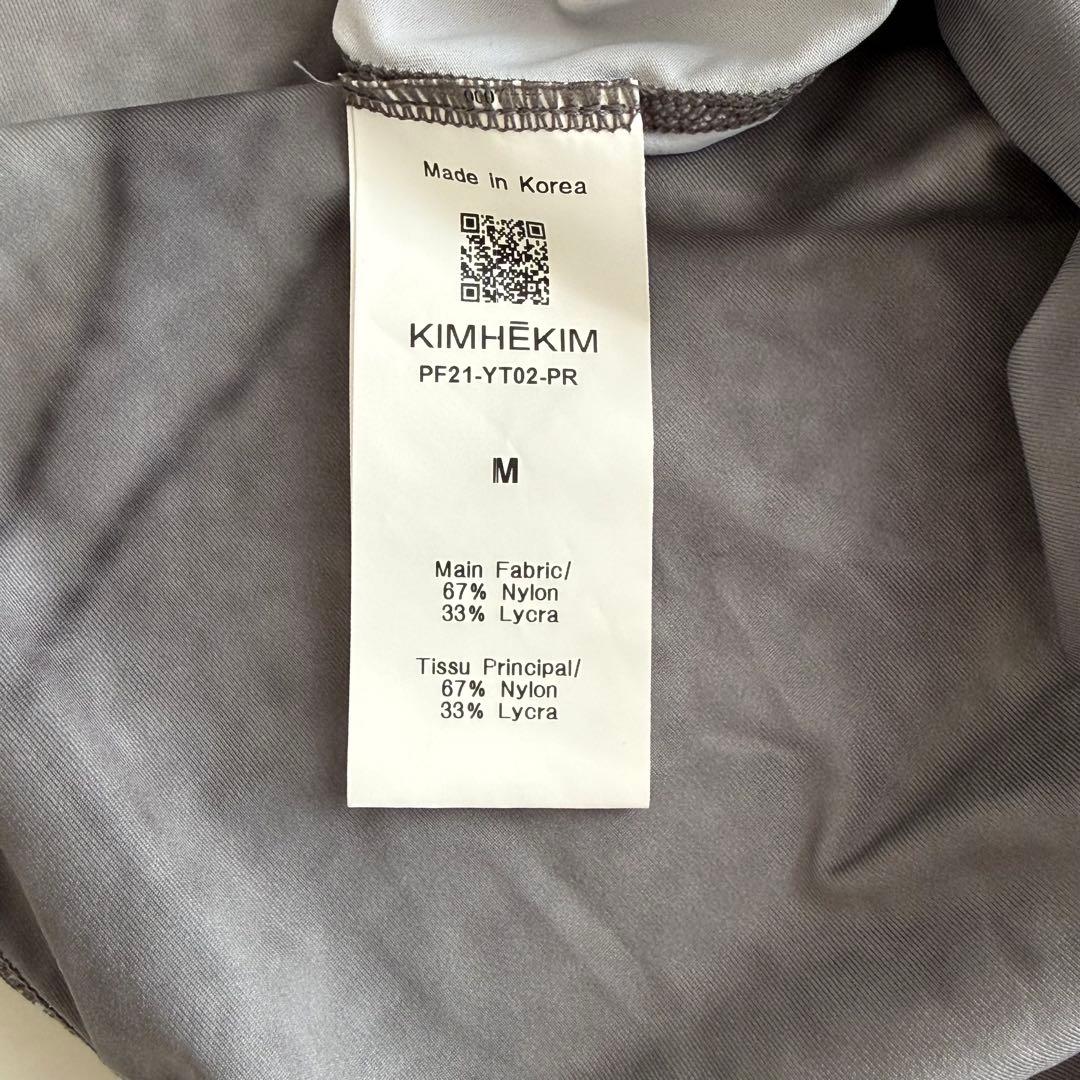 Made in Korea
KIMHĒKIM
PF21-YT02-PR
M
Main Fabric/
67% Nylon
33% Lycra
Tissu Principal/
67% Nylon
33% Lycra